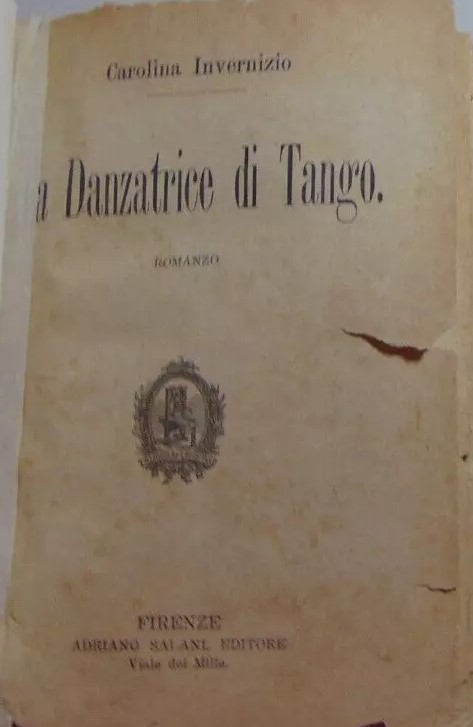 Carolina Invernizio
a Danzatrice di Tango.
ROMANZO
FIRENZE
ADRIANO SALANI, EDITORE
Viale dei Mille.